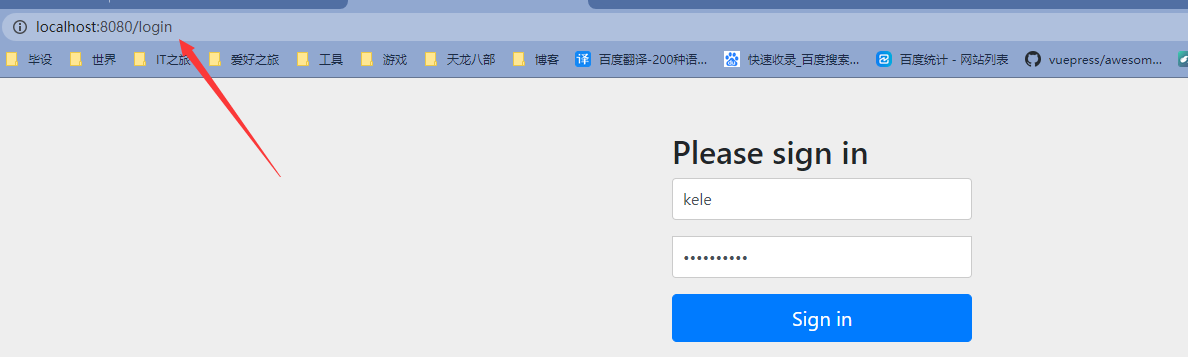 localhost:8080/login
毕设 世界 IT之旅 爱好之旅 工具 游戏 天龙八部 博客 译 百度翻译-200种语... 快速收录_百度搜索... 百度统计 - 网站列表 vuepress/awesom...
Please sign in
kele
••••••••••
Sign in